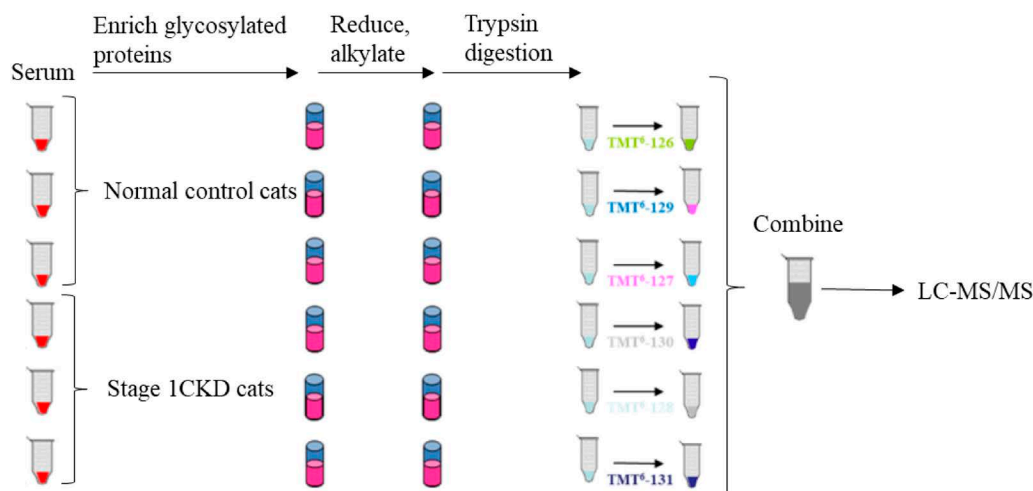 Enrich glycosylated
proteins
Reduce,
alkylate
Trypsin
digestion
Serum
TMT⁶-126
Normal control cats
TMT⁶-129
Combine
TMT⁶-127
LC-MS/MS
TMT⁶-130
Stage 1CKD cats
TMT⁶-128
TMT⁶-131